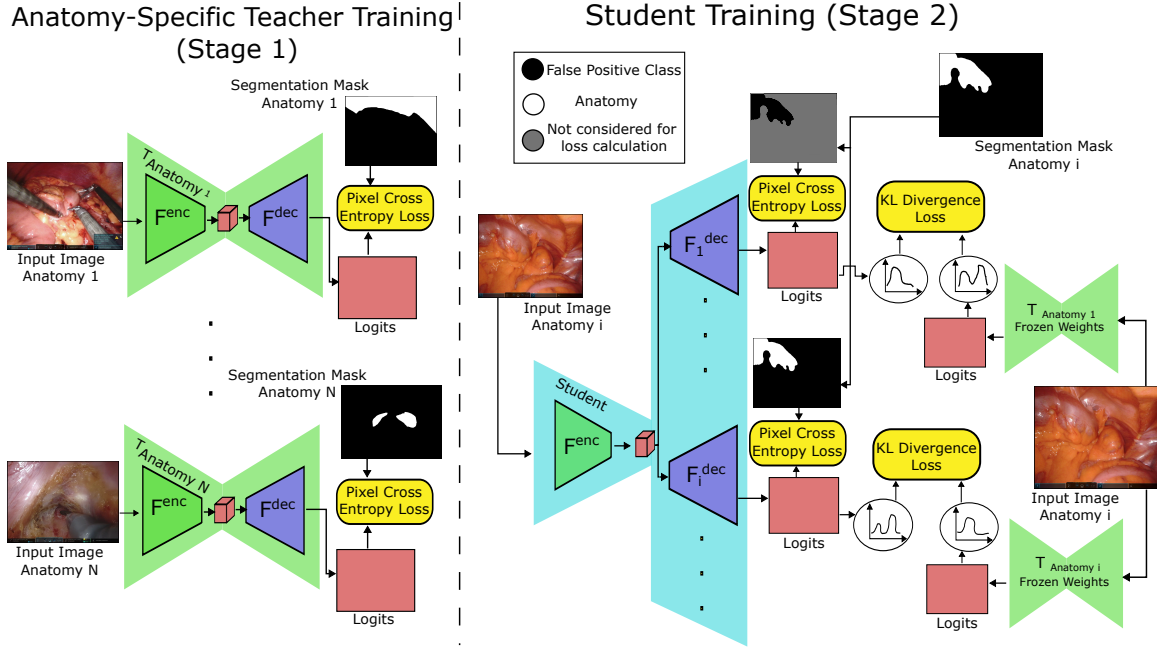 Anatomy-Specific Teacher Training
(Stage 1)
Segmentation Mask
Anatomy 1
T Anatomy 1
F^enc
F^dec
Pixel Cross
Entropy Loss
Input Image
Anatomy 1
Logits
Segmentation Mask
Anatomy N
T Anatomy N
F^enc
F^dec
Pixel Cross
Entropy Loss
Input Image
Anatomy N
Logits
Student Training (Stage 2)
False Positive Class
Anatomy
Not considered for
loss calculation
Segmentation Mask
Anatomy i
Pixel Cross
Entropy Loss
KL Divergence
Loss
F_1^dec
Logits
Input Image
Anatomy i
T Anatomy 1
Frozen Weights
Logits
Student
F^enc
F_i^dec
Pixel Cross
Entropy Loss
KL Divergence
Loss
Logits
Input Image
Anatomy i
T Anatomy i
Frozen Weights
Logits